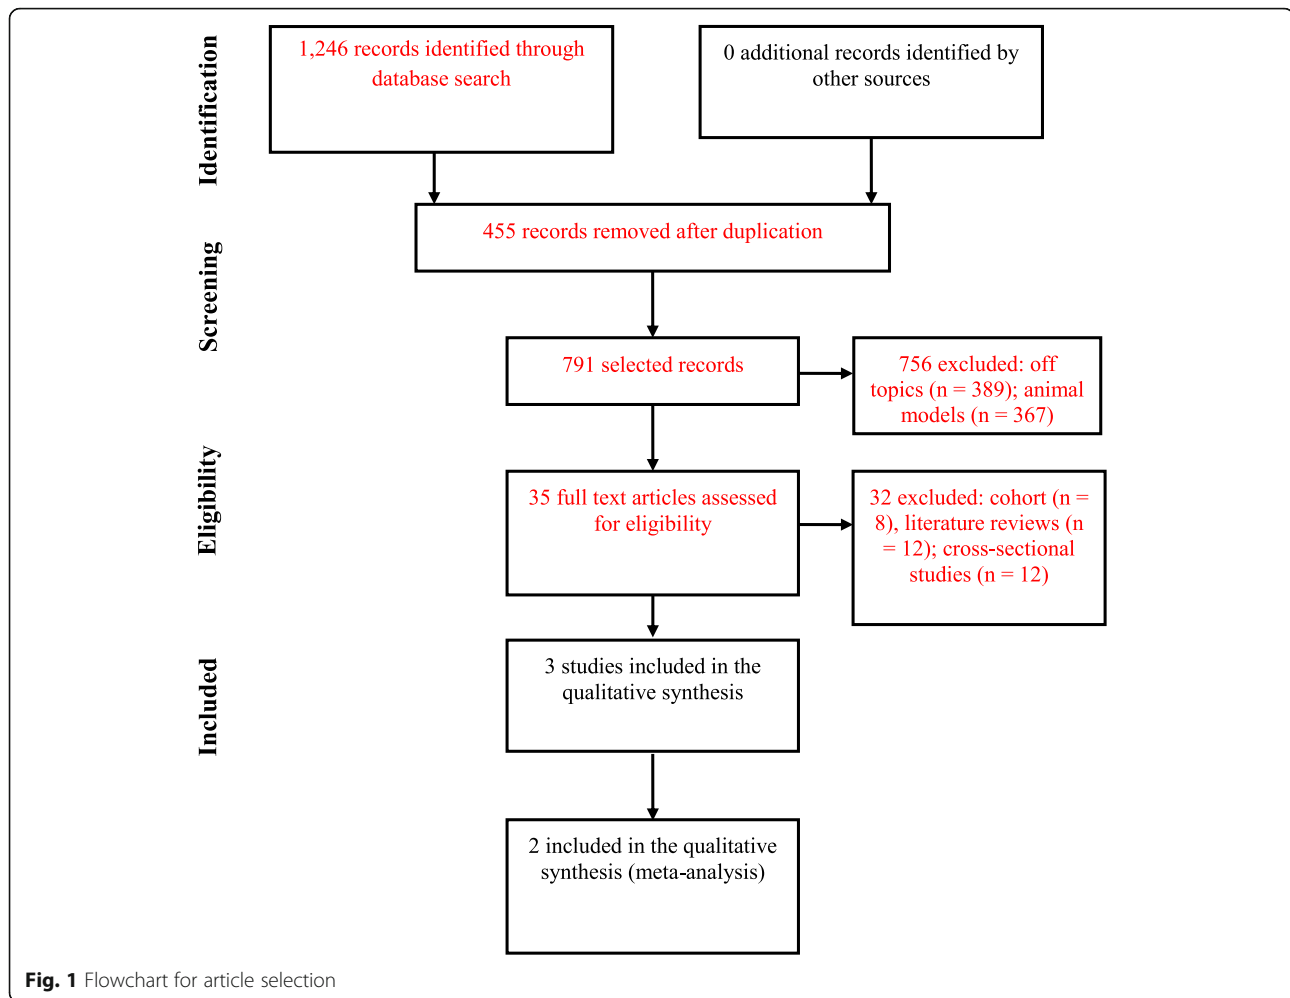 Identification
1,246 records identified through
database search
0 additional records identified by
other sources
455 records removed after duplication
Screening
791 selected records
756 excluded: off
topics (n = 389); animal
models (n = 367)
Eligibility
35 full text articles assessed
for eligibility
32 excluded: cohort (n =
8), literature reviews (n
= 12); cross-sectional
studies (n = 12)
Included
3 studies included in the
qualitative synthesis
2 included in the qualitative
synthesis (meta-analysis)
Fig. 1 Flowchart for article selection